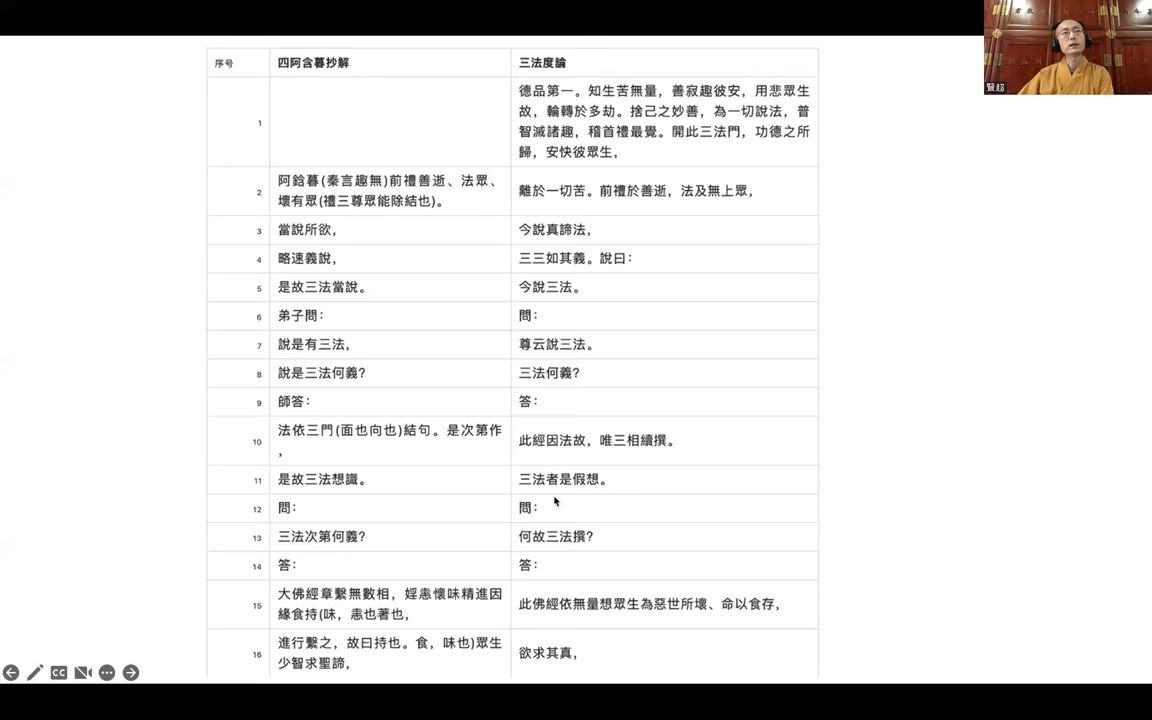 序号 四阿含暮抄解 三法度論
1 德品第一。知生苦無量，善寂趣彼安，用悲眾生
故，輪轉於多劫。捨己之妙善，為一切說法，普
智滅諸趣，稽首禮最覺。開此三法門，功德之所
歸，安快彼眾生，
2 阿鋡暮(秦言趣無)前禮善逝、法眾、
壞有眾(禮三尊眾能除結也)。
離於一切苦。前禮於善逝，法及無上眾，
3 當說所欲， 今說真諦法，
4 略速義說， 三三如其義。說曰：
5 是故三法當說。 今說三法。
6 弟子問： 問：
7 說是有三法， 尊云說三法。
8 說是三法何義? 三法何義?
9 師答： 答：
10 法依三門(面也向也)結句。是次第作
，
此經因法故，唯三相續撰。
11 是故三法想識。 三法者是假想。
12 問： 問：
13 三法次第何義? 何故三法撰?
14 答： 答：
15 大佛經章繫無數相，婬恚懷味精進因
緣食持(味，恚也著也，
此佛經依無量想眾生為惡世所壞、命以食存，
16 進行繫之，故曰持也。食，味也)眾生
少智求聖諦，
欲求其真，
賢超
CC